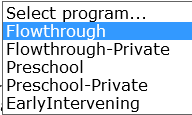 Select program...
Flowthrough
Flowthrough-Private
Preschool
Preschool-Private
EarlyIntervening